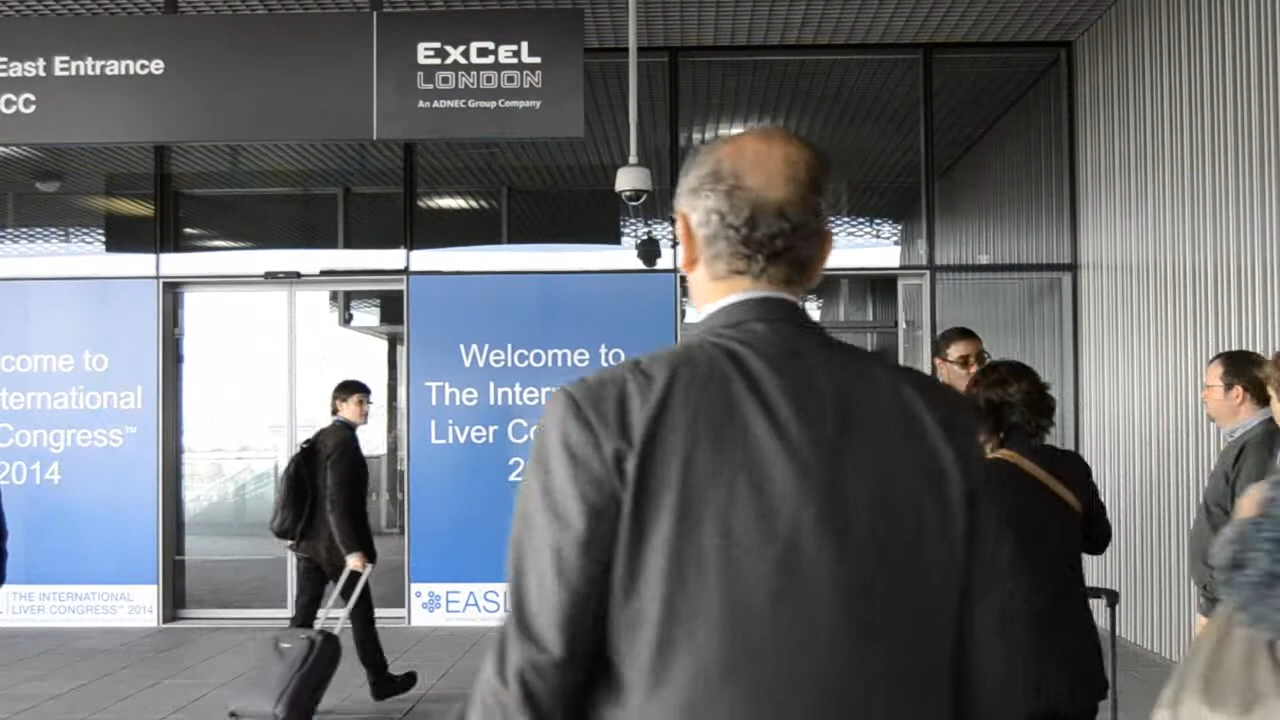 East Entrance
CC
ExCeL
LONDON
An ADNEC Group Company
come to
ternational
Congress™
2014
THE INTERNATIONAL
LIVER CONGRESS™ 2014
Welcome to
The Inter
Liver Co
2
EASL